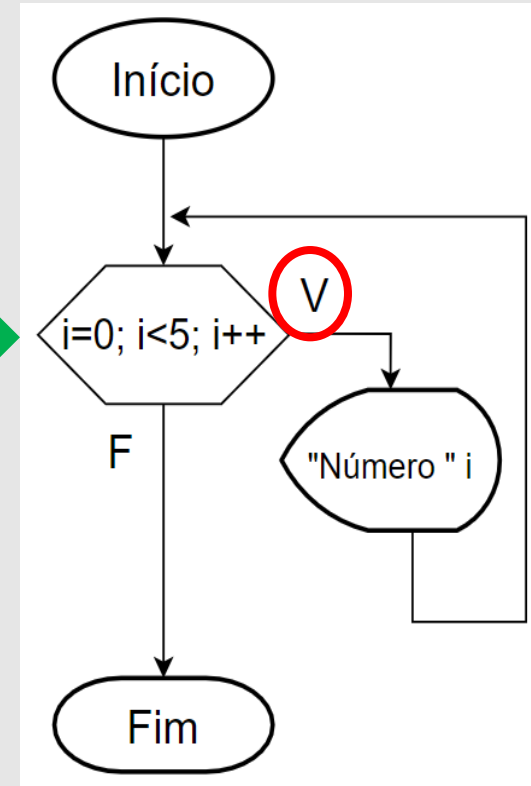 Início
V
i=0; i<5; i++
F
"Número " i
Fim